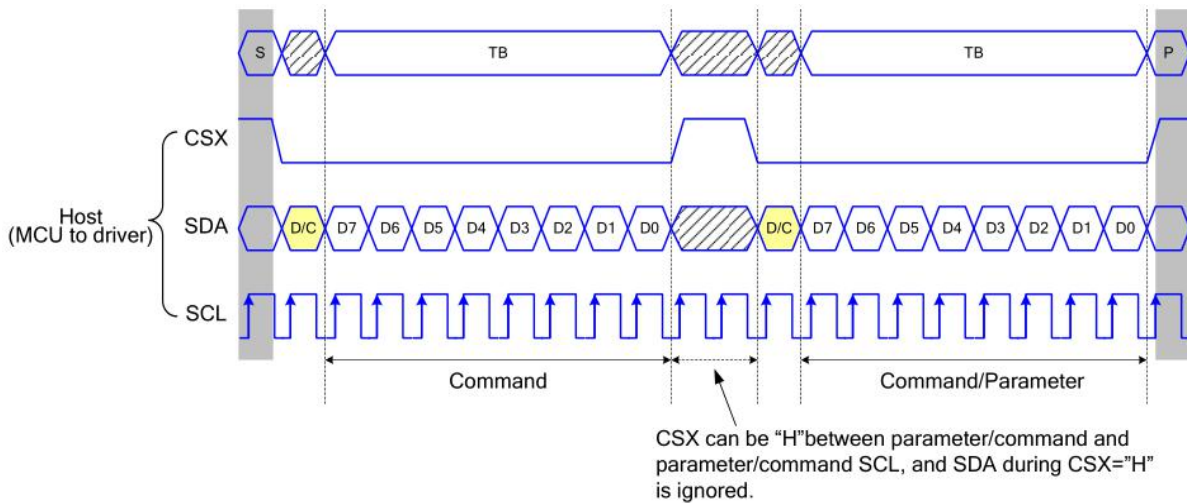 S TB TB P
CSX
Host
(MCU to driver)
SDA D/C D7 D6 D5 D4 D3 D2 D1 D0 D/C D7 D6 D5 D4 D3 D2 D1 D0
SCL
Command Command/Parameter
CSX can be “H”between parameter/command and
parameter/command SCL, and SDA during CSX=”H”
is ignored.